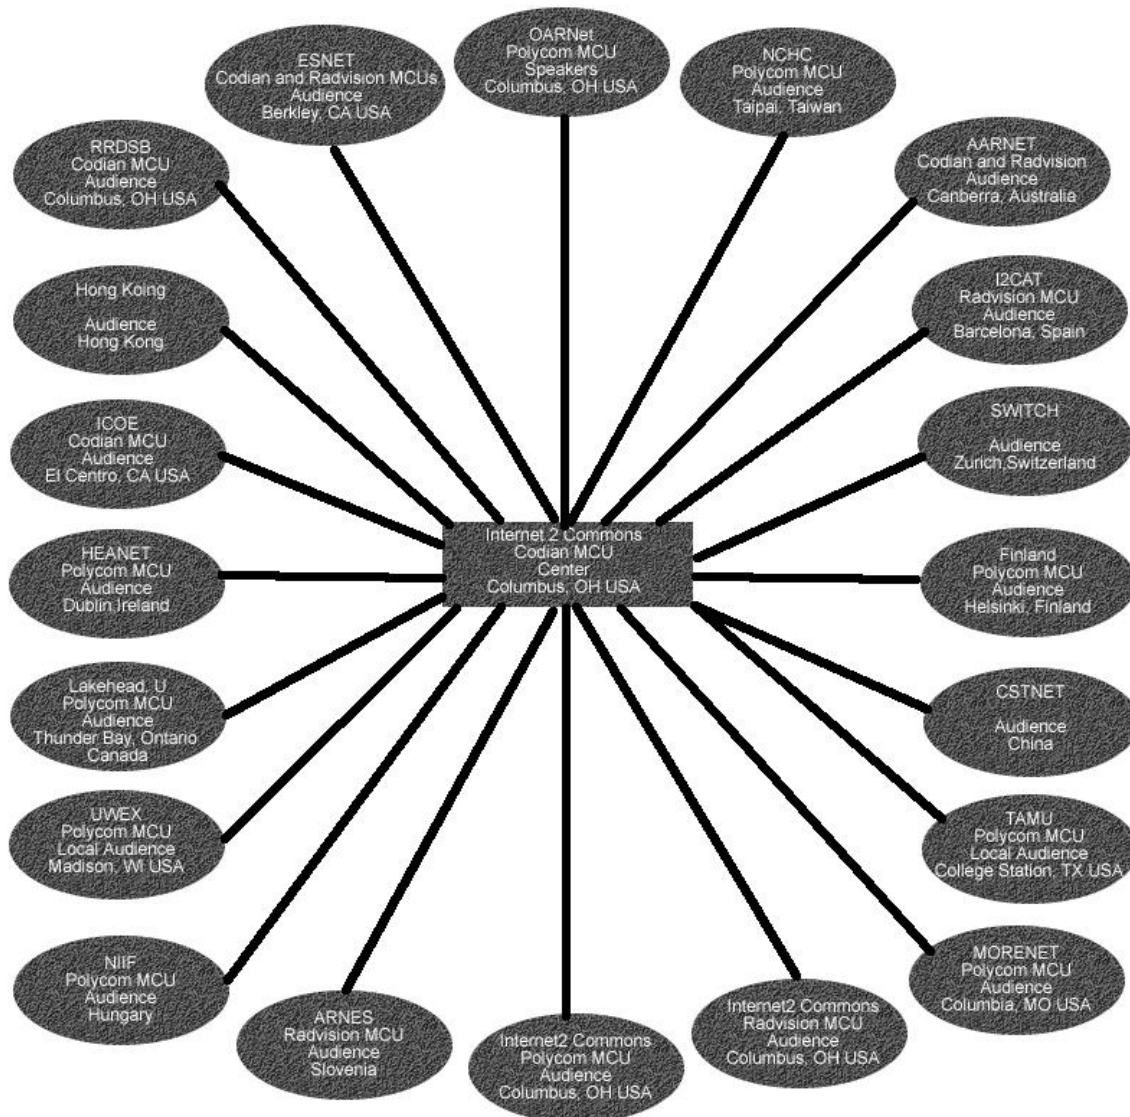 OARNet
Polycom MCU
Speakers
Columbus, OH USA
NCHC
Polycom MCU
Audience
Taipai, Taiwan
ESNET
Codian and Radvision MCUs
Audience
Berkley, CA USA
RRDSB
Codian MCU
Audience
Columbus, OH USA
AARNET
Codian and Radvision
Audience
Canberra, Australia
Hong Koing
Audience
Hong Kong
I2CAT
Radvision MCU
Audience
Barcelona, Spain
ICOE
Codian MCU
Audience
El Centro, CA USA
SWITCH
Audience
Zurich,Switzerland
Internet 2 Commons
Codian MCU
Center
Columbus, OH USA
HEANET
Polycom MCU
Audience
Dublin,Ireland
Finland
Polycom MCU
Audience
Helsinki, Finland
Lakehead, U
Polycom MCU
Audience
Thunder Bay, Ontario
Canada
CSTNET
Audience
China
UWEX
Polycom MCU
Local Audience
Madison, WI USA
TAMU
Polycom MCU
Local Audience
College Station, TX USA
NIIF
Polycom MCU
Audience
Hungary
MORENET
Polycom MCU
Audience
Columbia, MO USA
ARNES
Radvision MCU
Audience
Slovenia
Internet2 Commons
Polycom MCU
Audience
Columbus, OH USA
Internet2 Commons
Radvision MCU
Audience
Columbus, OH USA